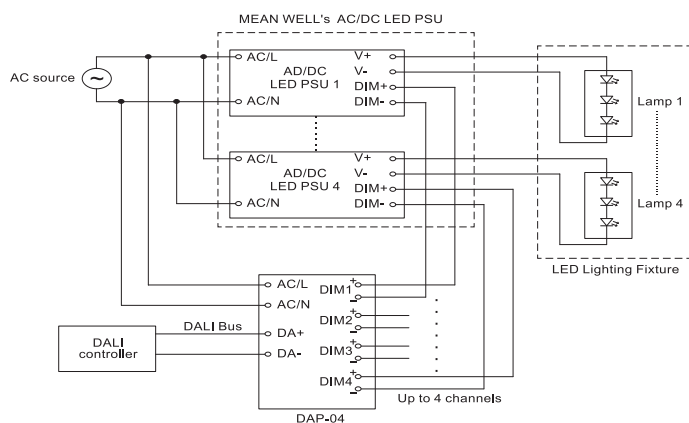 MEAN WELL's AC/DC LED PSU
AC source
~
AC/L
AC/N
AD/DC
LED PSU 1
V+
V-
DIM+
DIM-
Lamp 1
AC/L
AC/N
AD/DC
LED PSU 4
V+
V-
DIM+
DIM-
Lamp 4
LED Lighting Fixture
AC/L
AC/N
DA+
DA-
DIM1
+
-
DIM2
+
-
DIM3
+
-
DIM4
+
-
DALI Bus
DALI
controller
Up to 4 channels
DAP-04